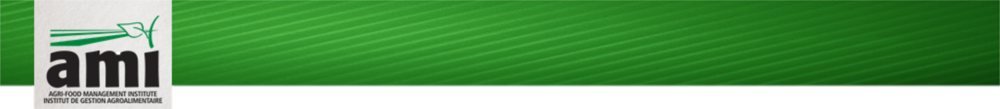 ami
AGRI-FOOD MANAGEMENT INSTITUTE
INSTITUT DE GESTION AGROALIMENTAIRE